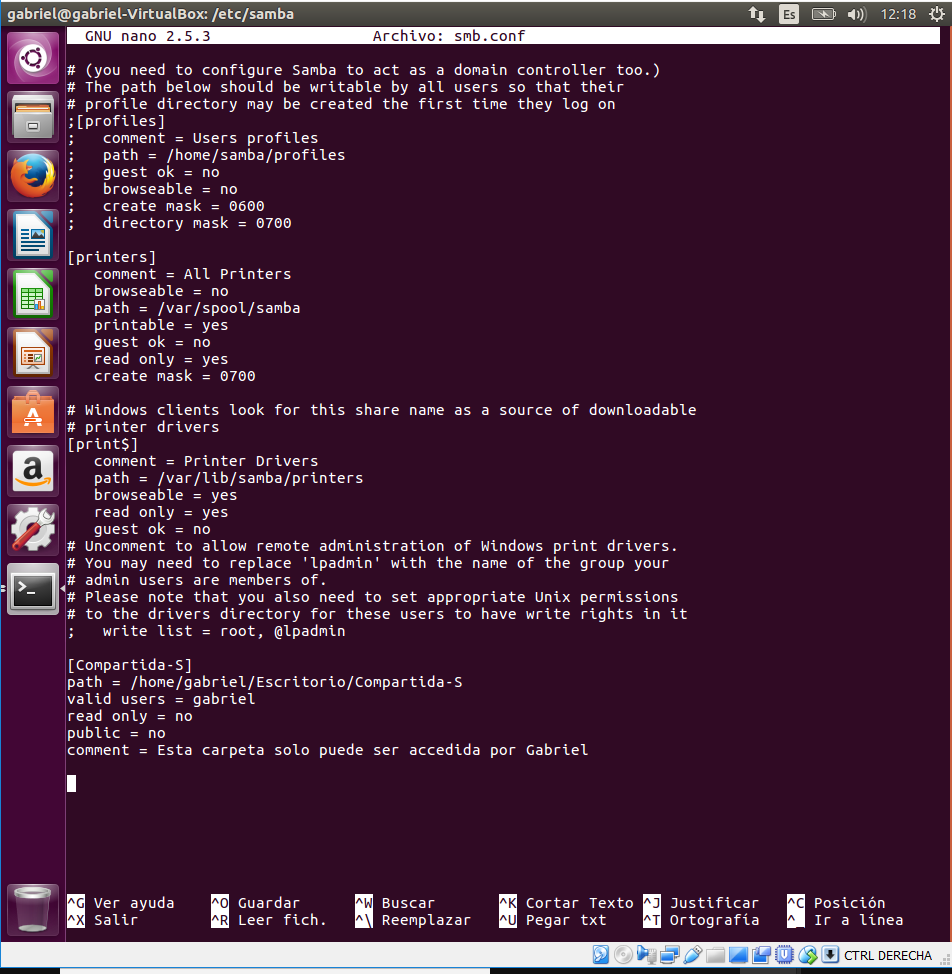 gabriel@gabriel-VirtualBox: /etc/samba Es 12:18
GNU nano 2.5.3 Archivo: smb.conf
# (you need to configure Samba to act as a domain controller too.)
# The path below should be writable by all users so that their
# profile directory may be created the first time they log on
;[profiles]
;   comment = Users profiles
;   path = /home/samba/profiles
;   guest ok = no
;   browseable = no
;   create mask = 0600
;   directory mask = 0700
[printers]
   comment = All Printers
   browseable = no
   path = /var/spool/samba
   printable = yes
   guest ok = no
   read only = yes
   create mask = 0700
# Windows clients look for this share name as a source of downloadable
# printer drivers
[print$]
   comment = Printer Drivers
   path = /var/lib/samba/printers
   browseable = yes
   read only = yes
   guest ok = no
# Uncomment to allow remote administration of Windows print drivers.
# You may need to replace 'lpadmin' with the name of the group your
# admin users are members of.
# Please note that you also need to set appropriate Unix permissions
# to the drivers directory for these users to have write rights in it
;   write list = root, @lpadmin
[Compartida-S]
path = /home/gabriel/Escritorio/Compartida-S
valid users = gabriel
read only = no
public = no
comment = Esta carpeta solo puede ser accedida por Gabriel
^G Ver ayuda ^O Guardar ^W Buscar ^K Cortar Texto ^J Justificar ^C Posición
^X Salir ^R Leer fich. ^\ Reemplazar ^U Pegar txt ^T Ortografía ^_ Ir a línea
CTRL DERECHA